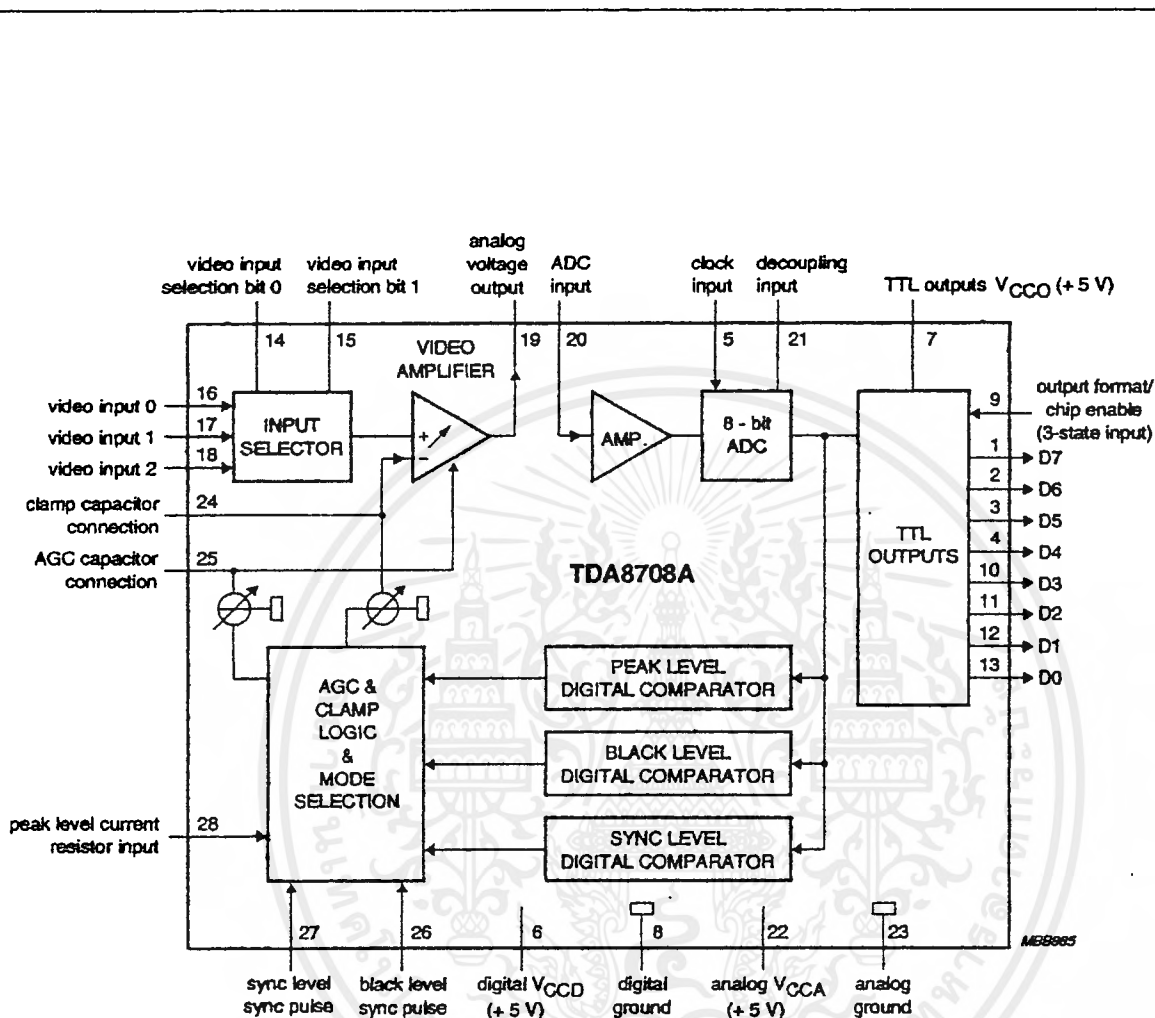 analog
video input video input voltage ADC clock decoupling
selection bit 0 selection bit 1 output input input input TTL outputs VCCO (+ 5 V)
14 15 VIDEO AMPLIFIER 19 20 5 21 7
16 video input 0
17 video input 1
18 video input 2
INPUT
SELECTOR
+
−
AMP.
8 - bit
ADC
9 output format/
chip enable
(3-state input)
1 D7
2 D6
3 D5
4 D4
10 D3
11 D2
12 D1
13 D0
TTL
OUTPUTS
clamp capacitor
connection
24
AGC capacitor
connection
25
TDA8708A
AGC &
CLAMP
LOGIC
&
MODE
SELECTION
PEAK LEVEL
DIGITAL COMPARATOR
BLACK LEVEL
DIGITAL COMPARATOR
SYNC LEVEL
DIGITAL COMPARATOR
peak level current
resistor input
28
27 26 6 8 22 23
MBB965
sync level
sync pulse
black level
sync pulse
digital VCCD
(+ 5 V)
digital
ground
analog VCCA
(+ 5 V)
analog
ground